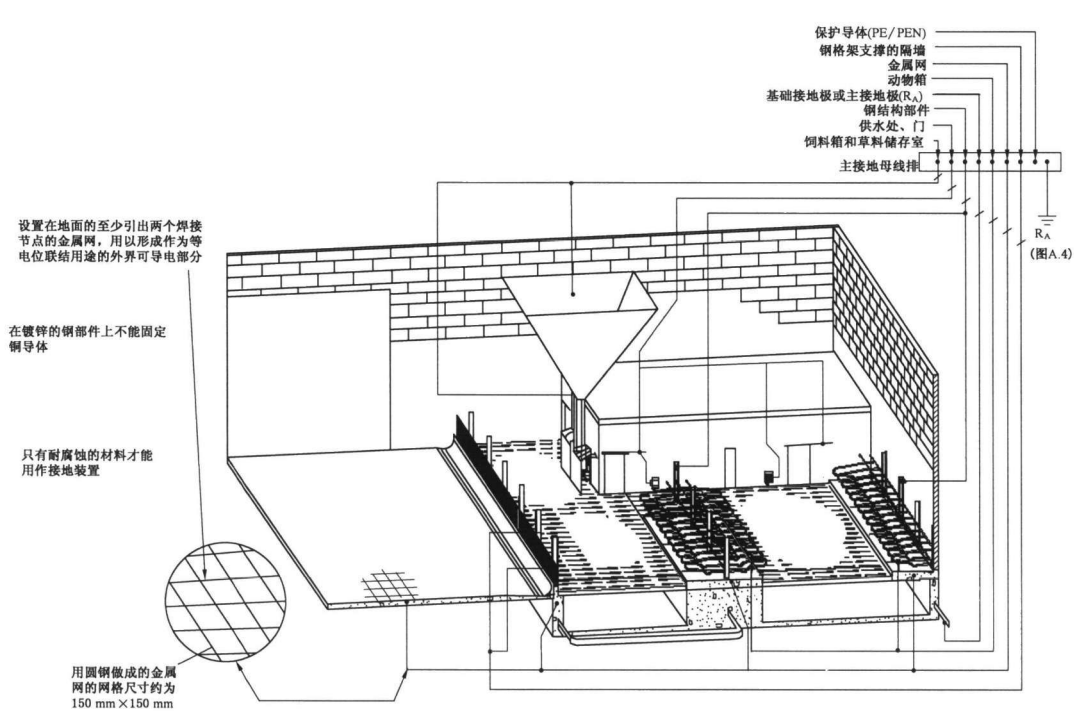 保护导体(PE/PEN)
钢格架支撑的隔墙
金属网
动物箱
基础接地极或主接地极(RA)
钢结构部件
供水处、门
饲料箱和草料储存室
主接地母线排
RA
(图A.4)
设置在地面的至少引出两个焊接
节点的金属网，用以形成作为等
电位联结用途的外界可导电部分
在镀锌的钢部件上不能固定
铜导体
只有耐腐蚀的材料才能
用作接地装置
用圆钢做成的金属
网的网格尺寸约为
150 mm×150 mm